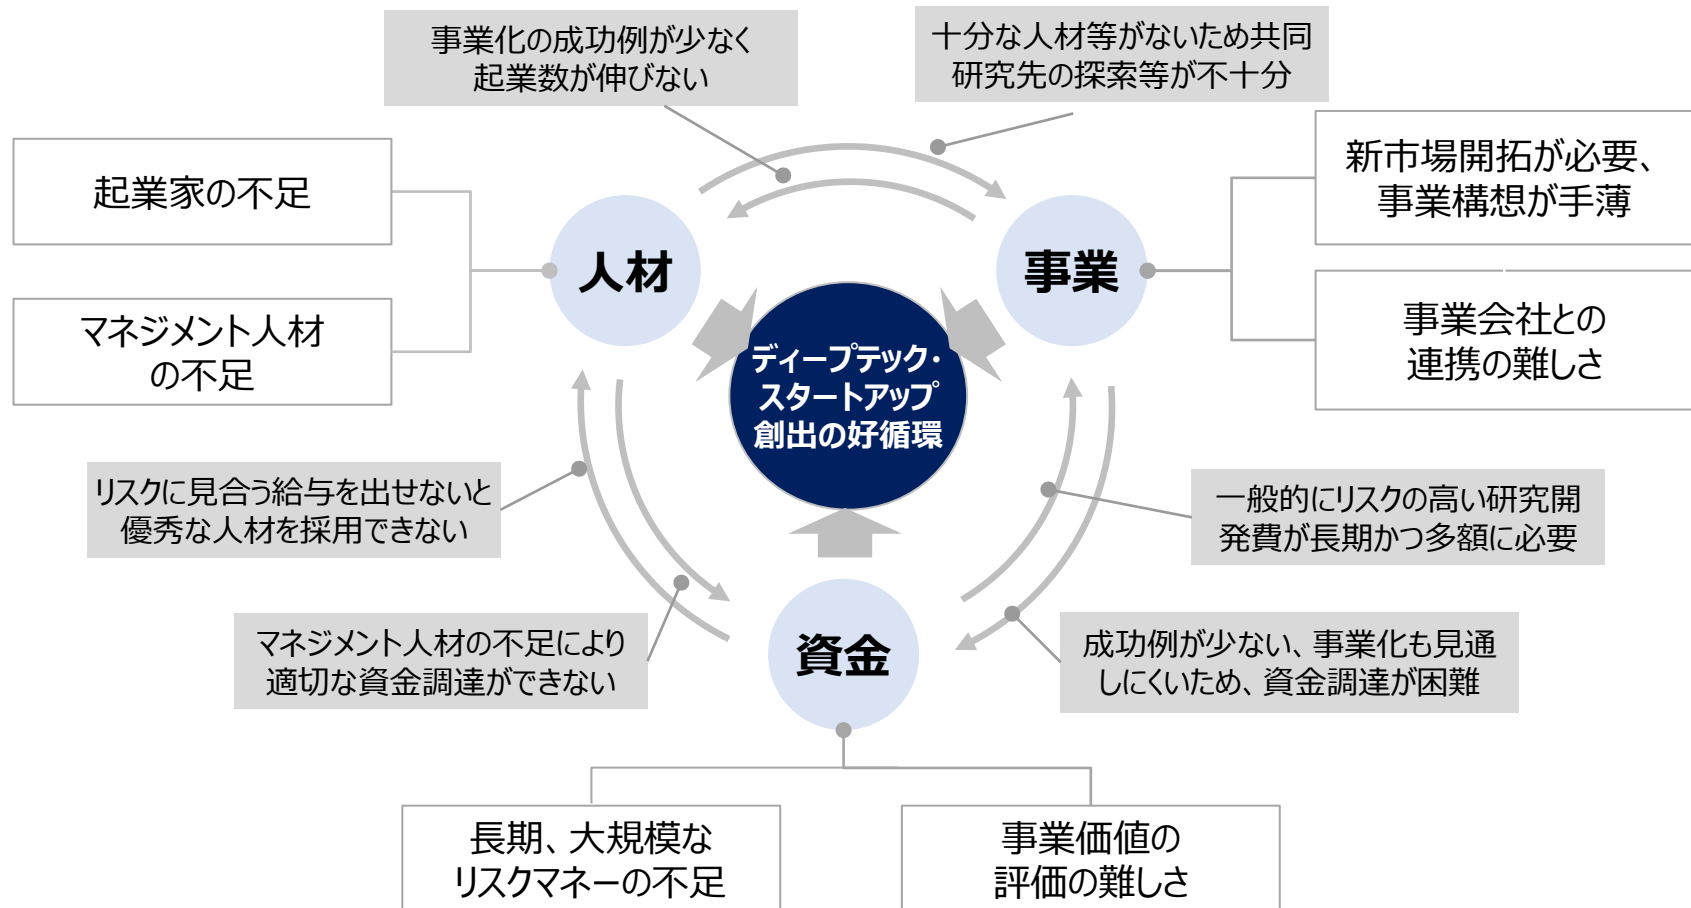 事業化の成功例が少なく
起業数が伸びない
十分な人材等がないため共同
研究先の探索等が不十分
起業家の不足
マネジメント人材
の不足
人材
事業
新市場開拓が必要、
事業構想が手薄
事業会社との
連携の難しさ
ディープテック・
スタートアップ
創出の好循環
リスクに見合う給与を出せないと
優秀な人材を採用できない
一般的にリスクの高い研究開
発費が長期かつ多額に必要
マネジメント人材の不足により
適切な資金調達ができない
資金
成功例が少ない、事業化も見通
しにくいため、資金調達が困難
長期、大規模な
リスクマネーの不足
事業価値の
評価の難しさ